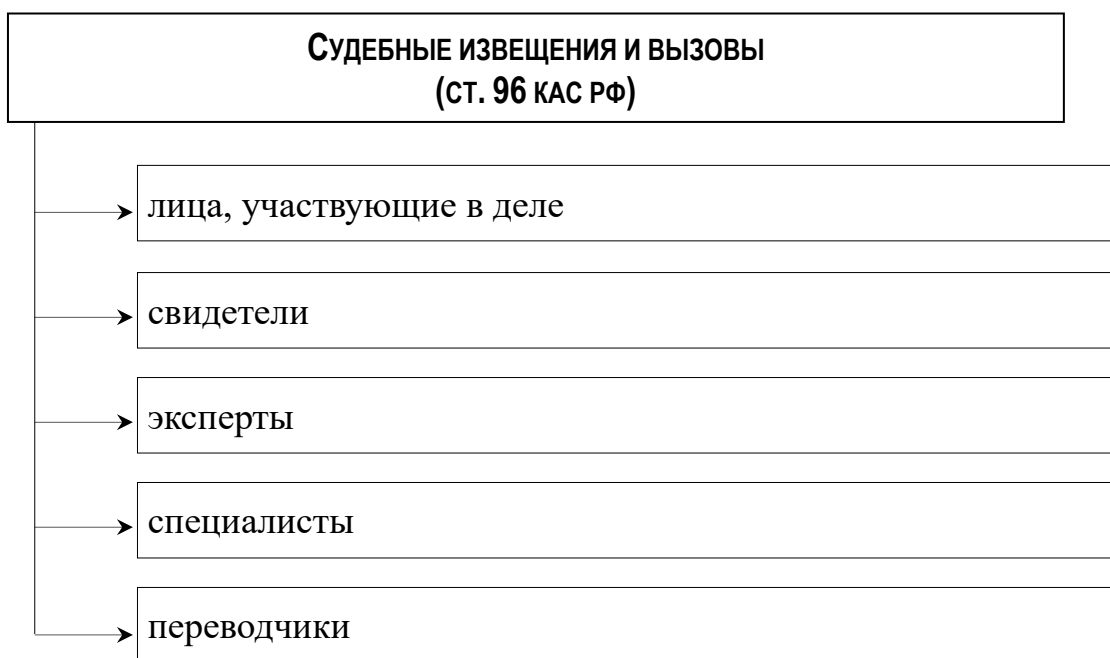 Судебные извещения и вызовы
(ст. 96 КАС РФ)
лица, участвующие в деле
свидетели
эксперты
специалисты
переводчики